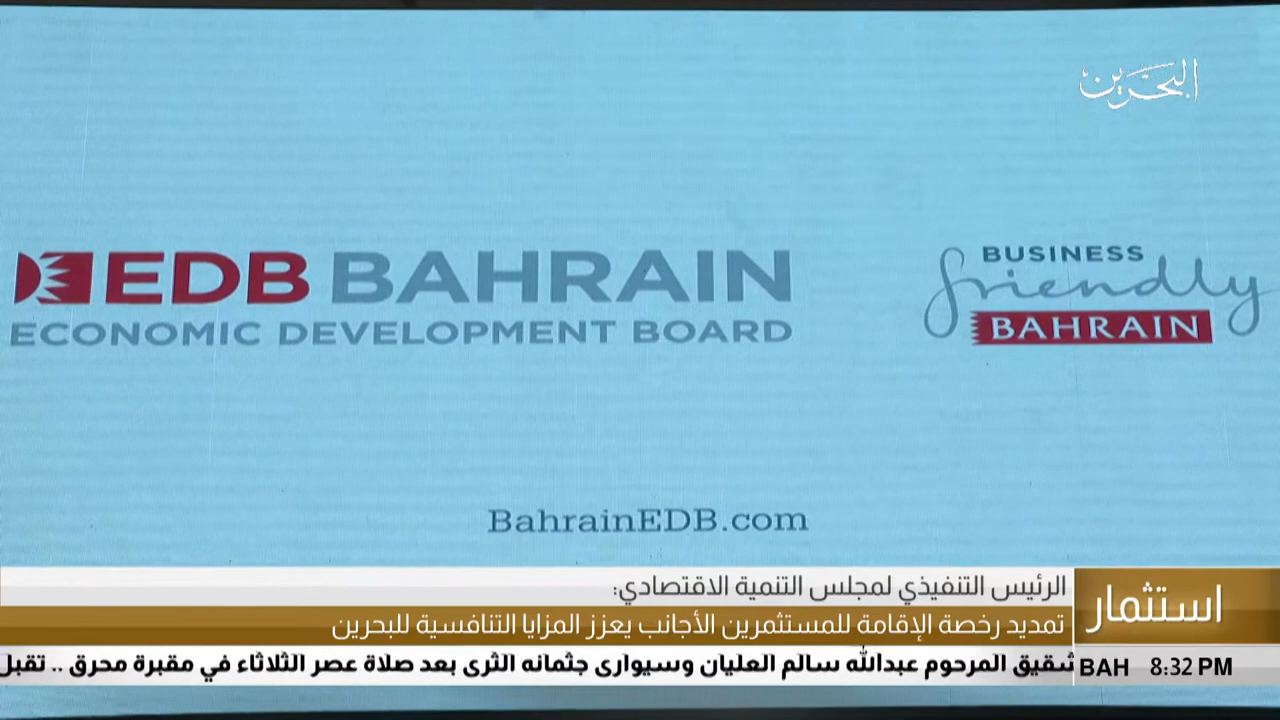 البحرين
EDB BAHRAIN
ECONOMIC DEVELOPMENT BOARD
BUSINESS
friendly
BAHRAIN
BahrainEDB.com
الرئيس التنفيذي لمجلس التنمية الاقتصادي:
استثمار
تمديد رخصة الإقامة للمستثمرين الأجانب يعزز المزايا التنافسية للبحرين
شقيق المرحوم عبدالله سالم العليان وسيوارى جثمانه الثرى بعد صلاة عصر الثلاثاء في مقبرة محرق .. تقبل
BAH 8:32 PM